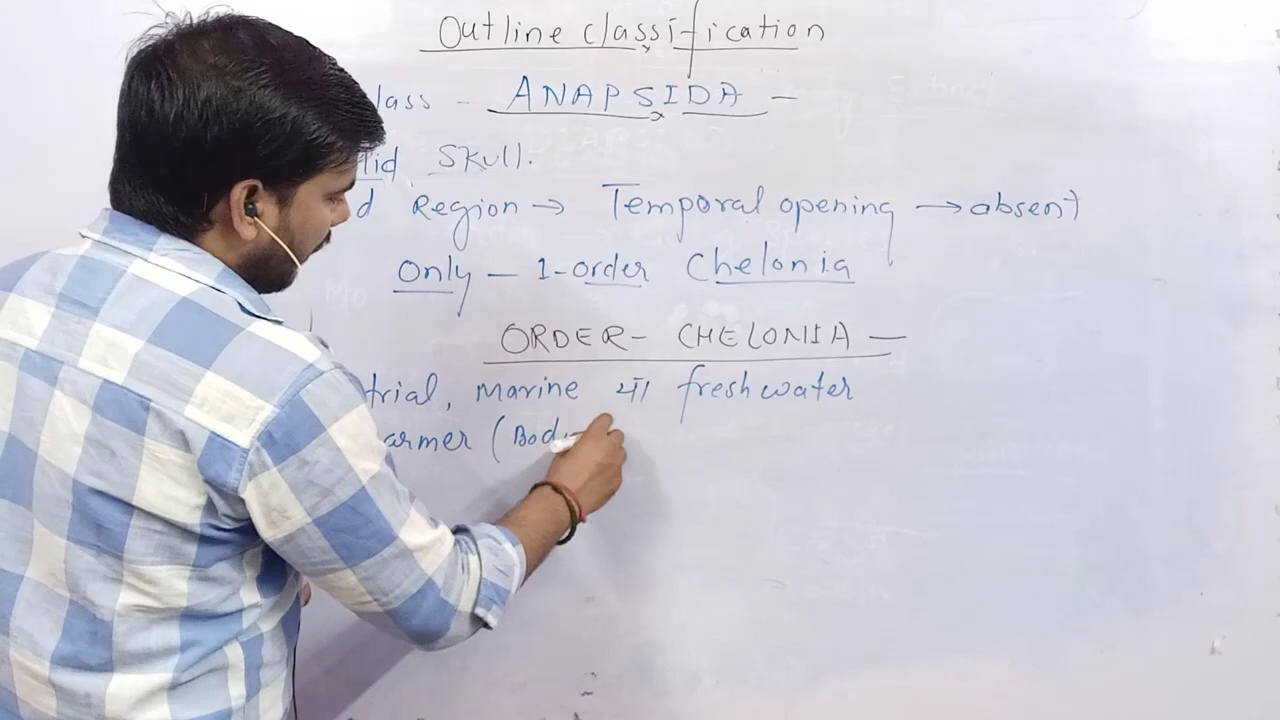 Outline classification
lass - ANAPSIDA -
lid Skull.
d Region → Temporal opening → absent
Only - 1-order Chelonia
ORDER- CHELONIA -
trial, Marine या freshwater
armer (Bod